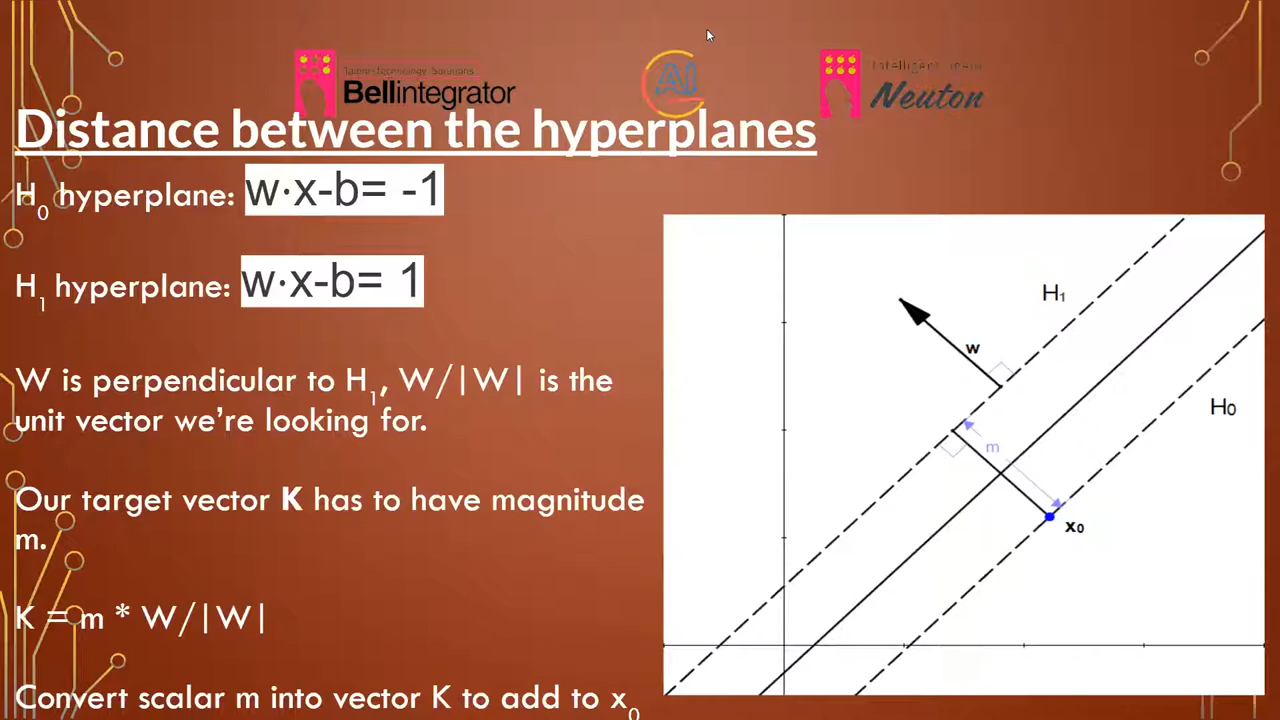 Bellintegrator
Neuton
Distance between the hyperplanes
H0 hyperplane: w·x-b= -1
H1 hyperplane: w·x-b= 1
W is perpendicular to H1, W/|W| is the
unit vector we're looking for.
Our target vector K has to have magnitude
m.
K = m * W/|W|
Convert scalar m into vector K to add to x0
AI
H1
w
H0
m
x0